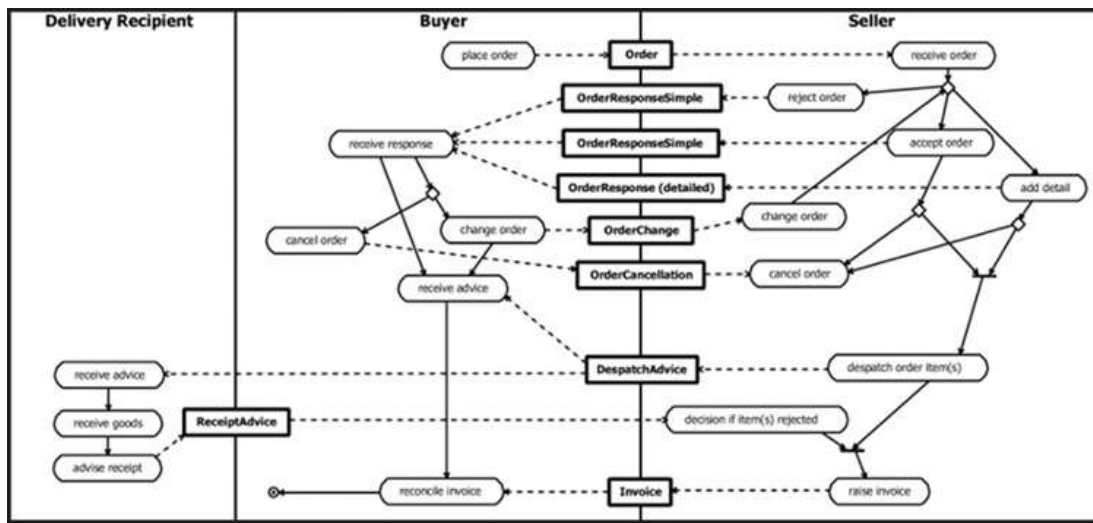 Delivery Recipient
Buyer
Seller
place order
Order
receive order
OrderResponseSimple
reject order
receive response
OrderResponseSimple
accept order
OrderResponse (detailed)
add detail
cancel order
change order
OrderChange
change order
receive advice
OrderCancellation
cancel order
receive advice
DespatchAdvice
despatch order item(s)
receive goods
ReceiptAdvice
decision if item(s) rejected
advise receipt
reconcile invoice
Invoice
raise invoice